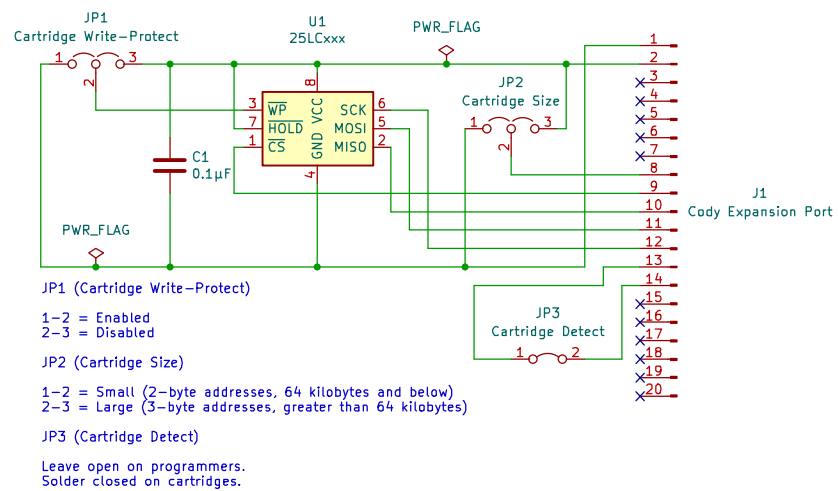 JP1
Cartridge Write-Protect
1
3
2
U1
25LCxxx
PWR_FLAG
8
3
WP
7
HOLD
1
CS
VCC
GND
SCK
6
MOSI
5
MISO
2
4
C1
0.1µF
JP2
Cartridge Size
1
3
2
PWR_FLAG
1
2
3
4
5
6
7
8
9
10
11
12
13
14
15
16
17
18
19
20
J1
Cody Expansion Port
JP3
Cartridge Detect
1
2
JP1 (Cartridge Write-Protect)
1-2 = Enabled
2-3 = Disabled
JP2 (Cartridge Size)
1-2 = Small (2-byte addresses, 64 kilobytes and below)
2-3 = Large (3-byte addresses, greater than 64 kilobytes)
JP3 (Cartridge Detect)
Leave open on programmers.
Solder closed on cartridges.